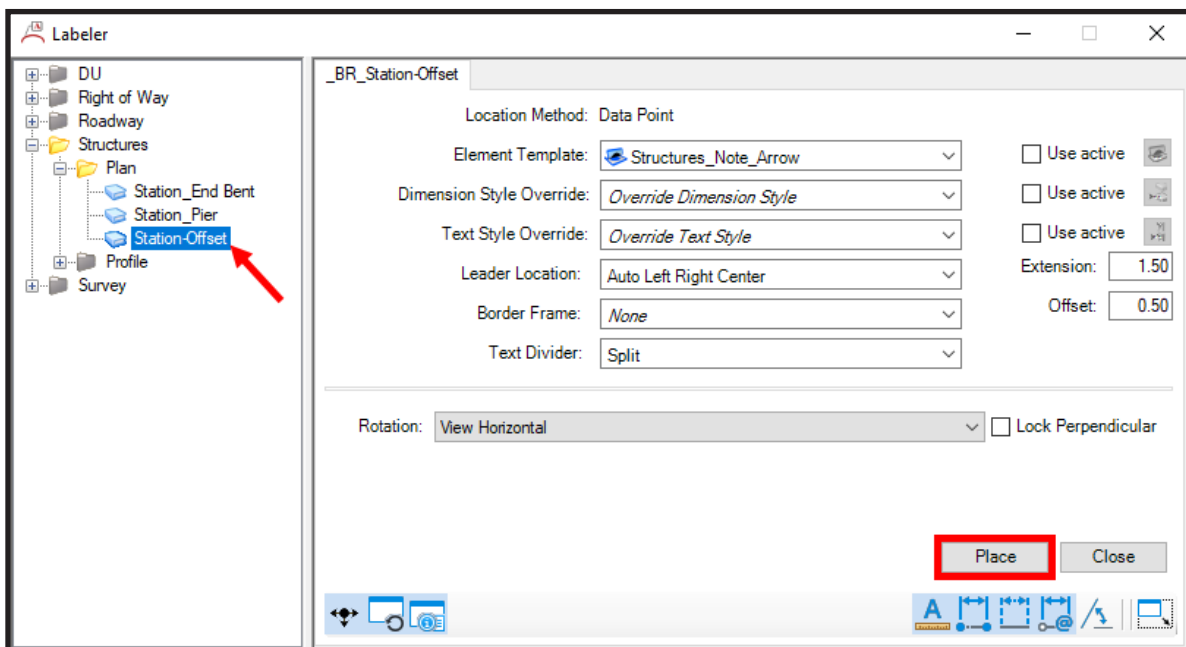 Labeler
DU
Right of Way
Roadway
Structures
Plan
Station_End Bent
Station_Pier
Station-Offset
Profile
Survey
_BR_Station-Offset
Location Method: Data Point
Element Template: Structures_Note_Arrow Use active
Dimension Style Override: Override Dimension Style Use active
Text Style Override: Override Text Style Use active
Leader Location: Auto Left Right Center Extension: 1.50
Border Frame: None Offset: 0.50
Text Divider: Split
Rotation: View Horizontal Lock Perpendicular
Place Close